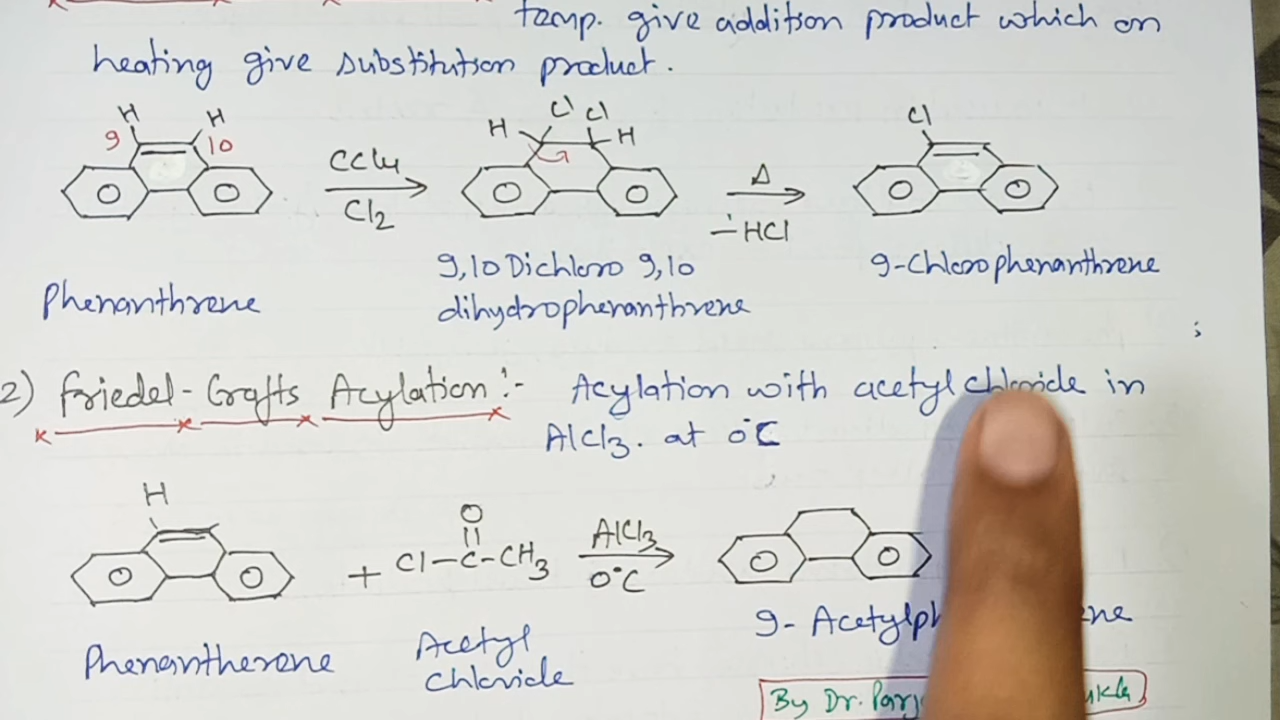 temp. give addition product which on
heating give substitution product.
H H
9 10
CCl4
Cl2
Cl Cl
H H
Δ
-HCl
Cl
Phenanthrene
9,10 Dichloro 9,10
dihydrophenanthrene
9-Chlorophenanthrene
2) Friedel-Crafts Acylation:- Acylation with acetyl chloride in
AlCl3. at 0°C
H
+ Cl-C-CH3
O
AlCl3
0°C
Phenantherene
Acetyl
chloride
9-
By Dr.